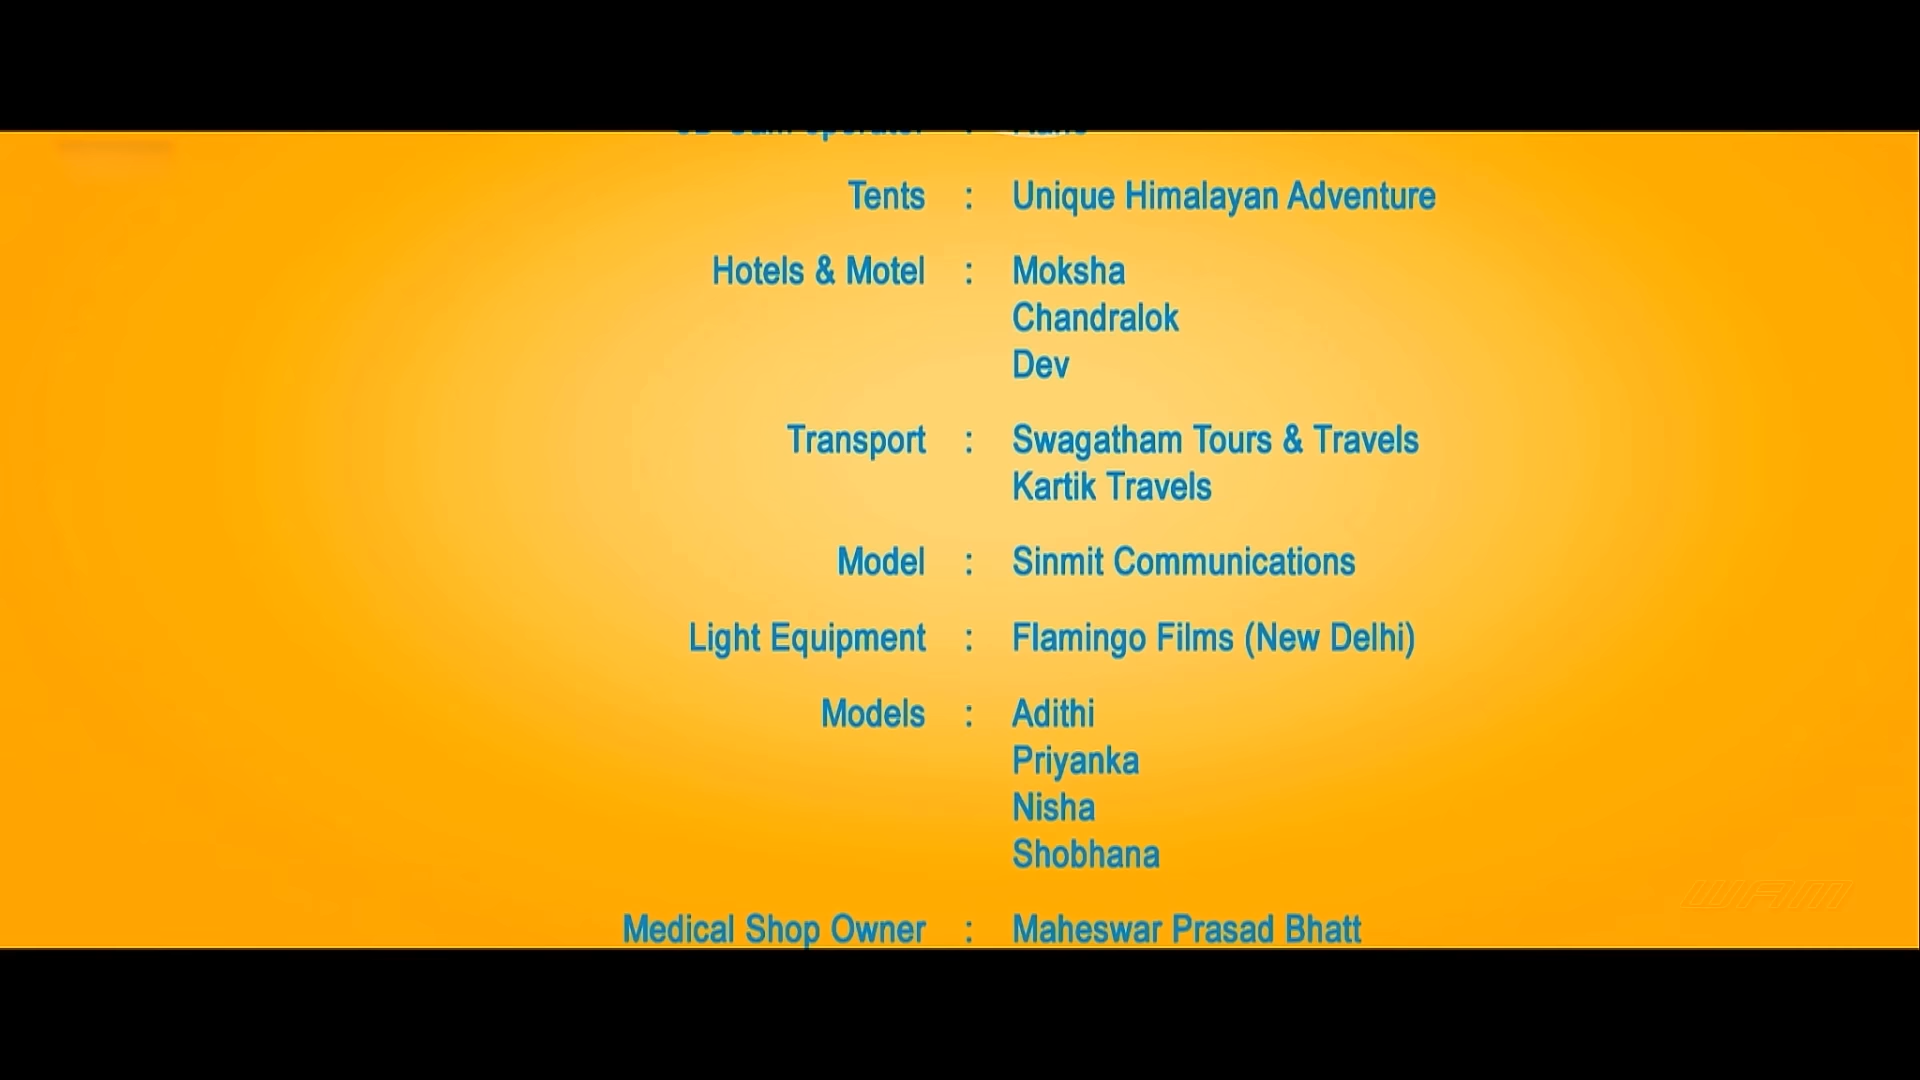 Tents : Unique Himalayan Adventure
Hotels & Motel : Moksha
Chandralok
Dev
Transport : Swagatham Tours & Travels
Kartik Travels
Model : Sinmit Communications
Light Equipment : Flamingo Films (New Delhi)
Models : Adithi
Priyanka
Nisha
Shobhana
WAM
Medical Shop Owner : Maheswar Prasad Bhatt